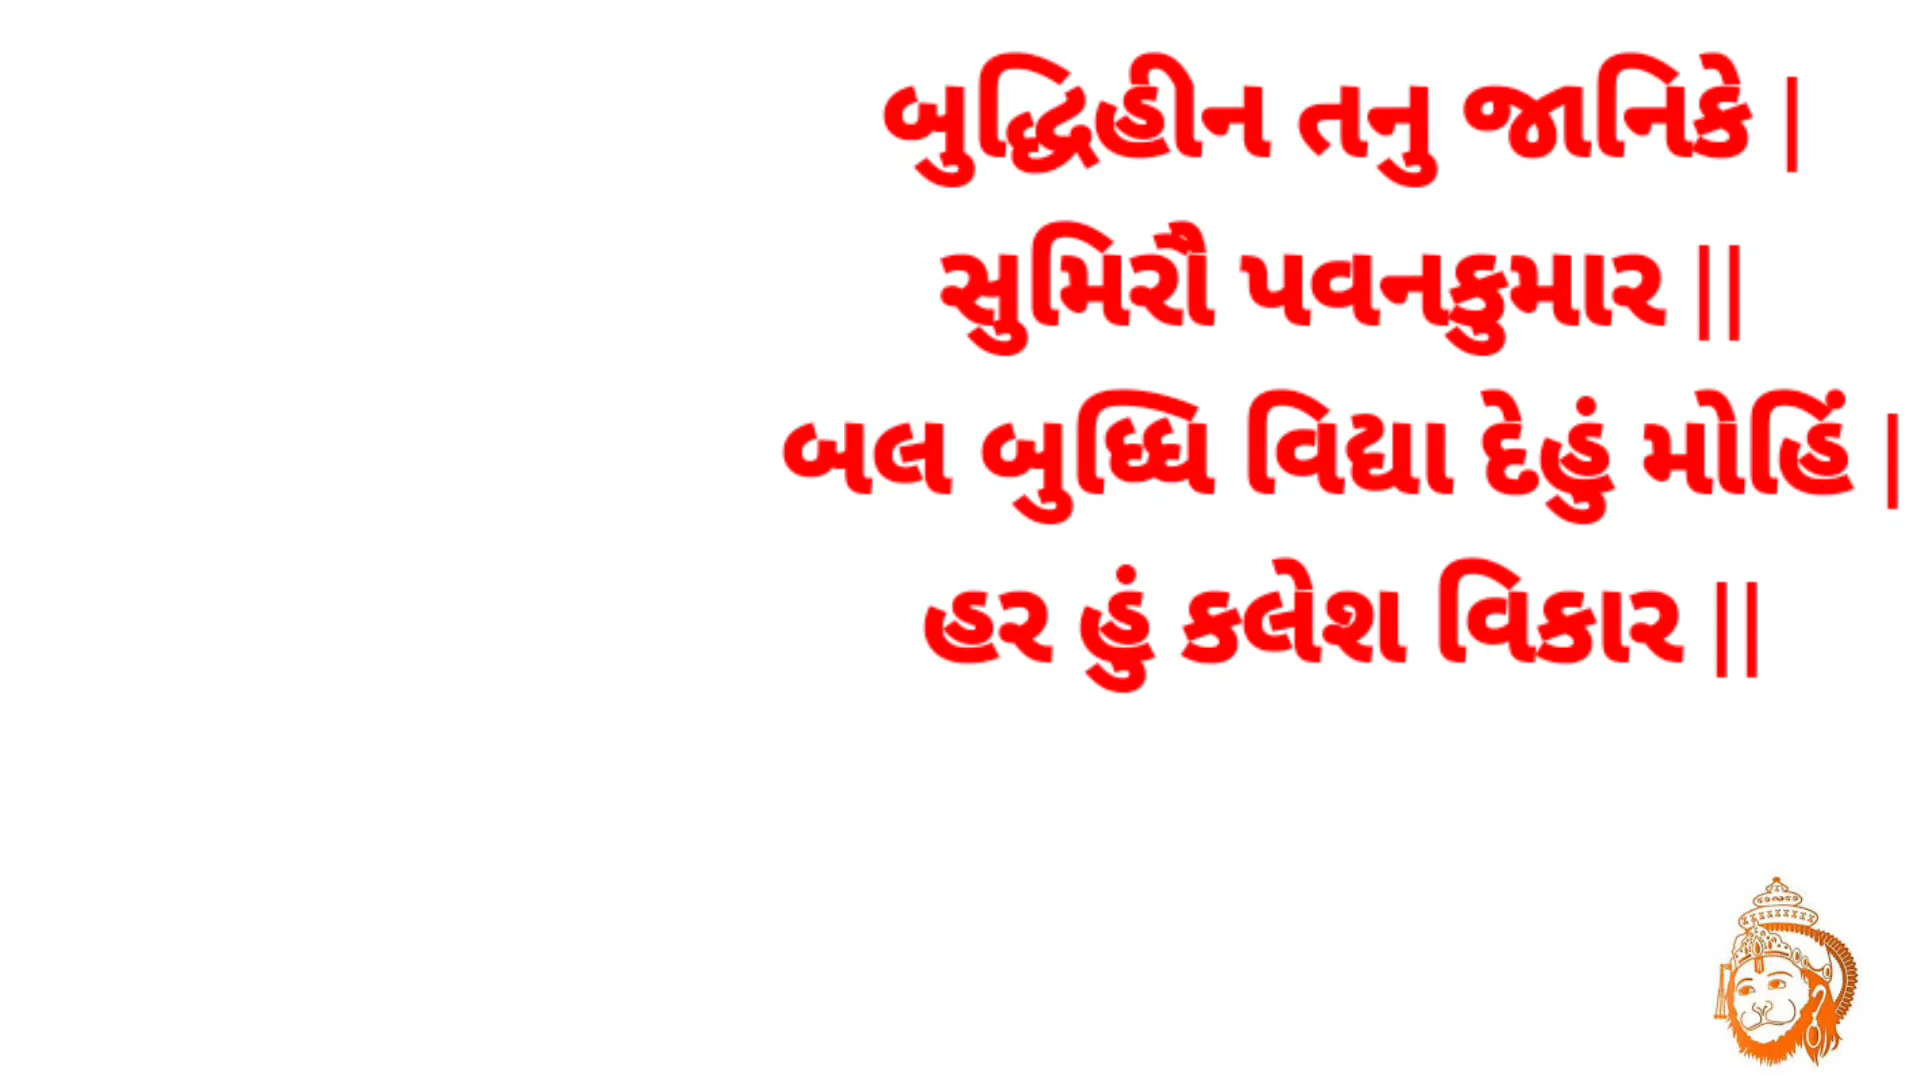 બુદ્ધિહીન તનુ જાનિકે |
સુમિરૌ પવનકુમાર ||
બલ બુધ્ધિ વિદ્યા દેહું મોહિં |
હર હું કલેશ વિકાર ||